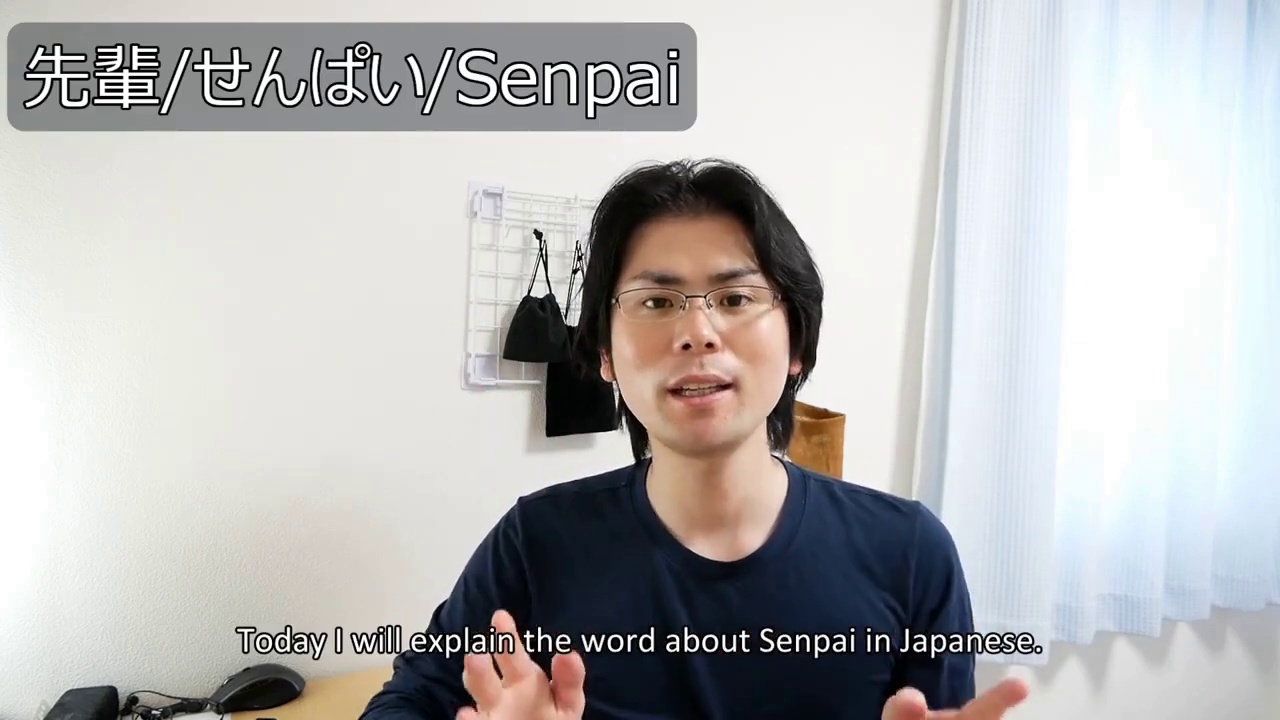 先輩/せんぱい/Senpai
Today I will explain the word about Senpai in Japanese.